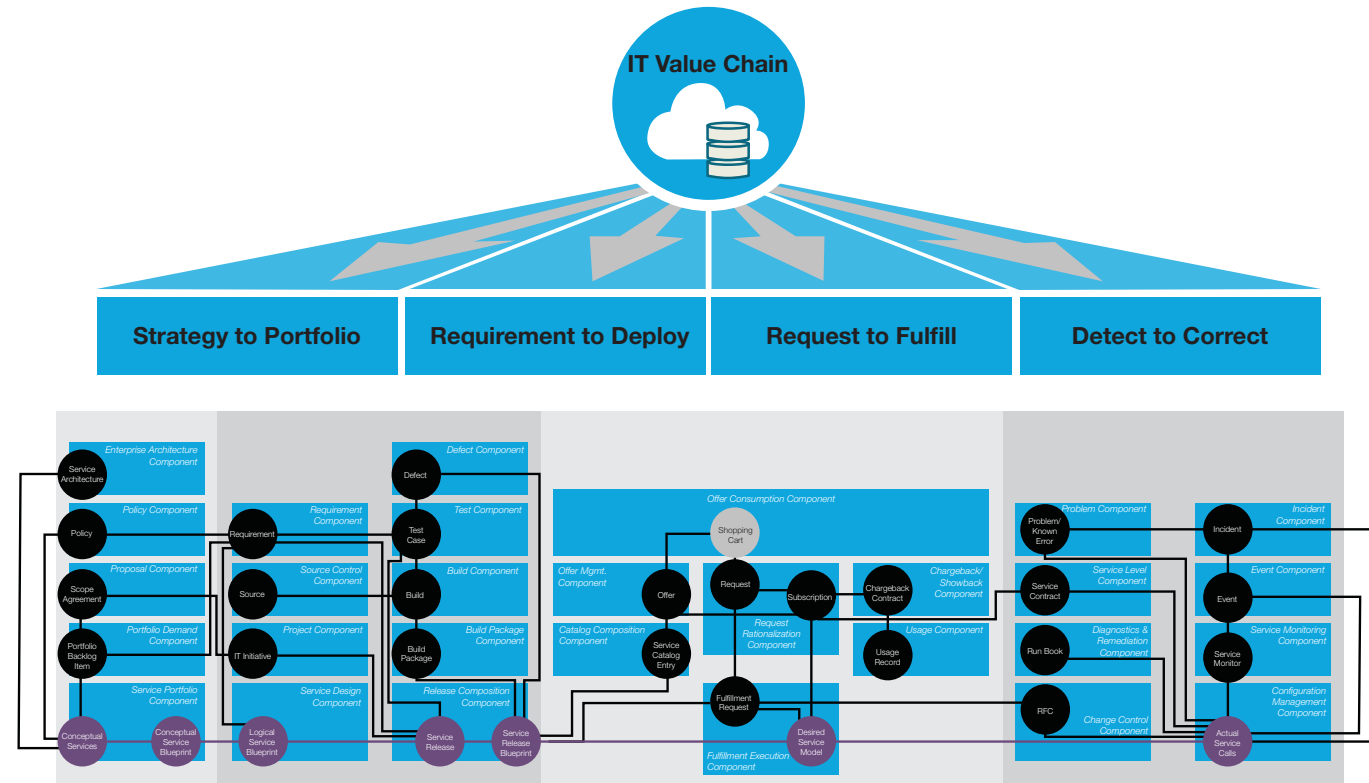 IT Value Chain
Strategy to Portfolio
Requirement to Deploy
Request to Fulfill
Detect to Correct
Enterprise Architecture
Component
Service
Architecture
Policy Component
Policy
Proposal Component
Scope
Agreement
Portfolio Demand
Component
Portfolio
Backlog
Item
Service Portfolio
Component
Conceptual
Services
Conceptual
Service
Blueprint
Requirement
Component
Requirement
Source Control
Component
Source
Project Component
IT Initiative
Service Design
Component
Logical
Service
Blueprint
Defect Component
Defect
Test Component
Test
Case
Build Component
Build
Build Package
Component
Build
Package
Release Composition
Component
Service
Release
Service
Release
Blueprint
Offer Consumption Component
Shopping
Cart
Offer Mgmt.
Component
Offer
Catalog Composition
Component
Service
Catalog
Entry
Request
Subscription
Request
Rationalization
Component
Chargeback/
Showback
Component
Chargeback
Contract
Usage Component
Usage
Record
Fulfillment
Request
Desired
Service
Model
Fulfillment Execution
Component
Problem Component
Problem/
Known
Error
Service Level
Component
Service
Contract
Diagnostics &
Remediation
Component
Run Book
RFC
Change Control
Component
Incident
Component
Incident
Event Component
Event
Service Monitoring
Component
Service
Monitor
Configuration
Management
Component
Actual
Service
Calls